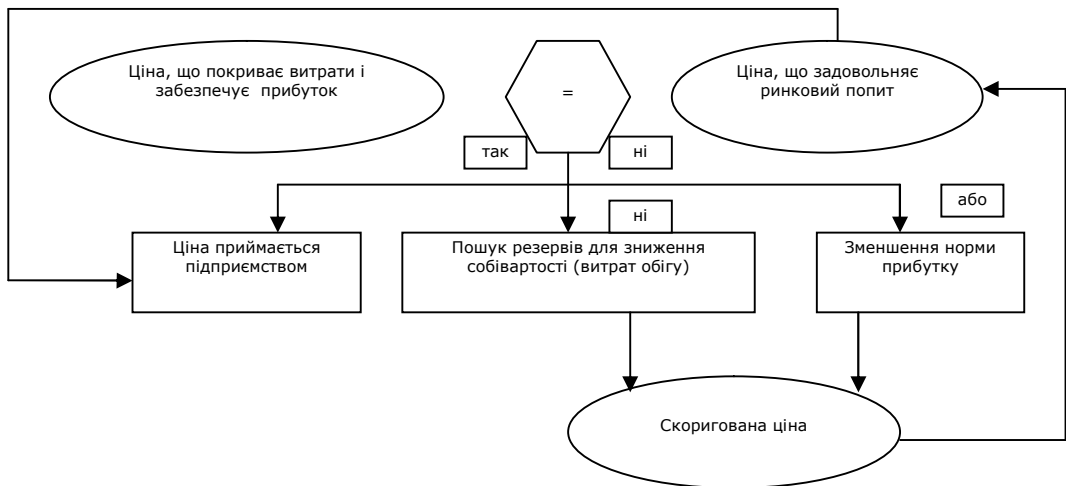 Ціна, що покриває витрати і
забезпечує прибуток
=
Ціна, що задовольняє
ринковий попит
так
ні
ні
або
Ціна приймається
підприємством
Пошук резервів для зниження
собівартості (витрат обігу)
Зменшення норми
прибутку
Скоригована ціна